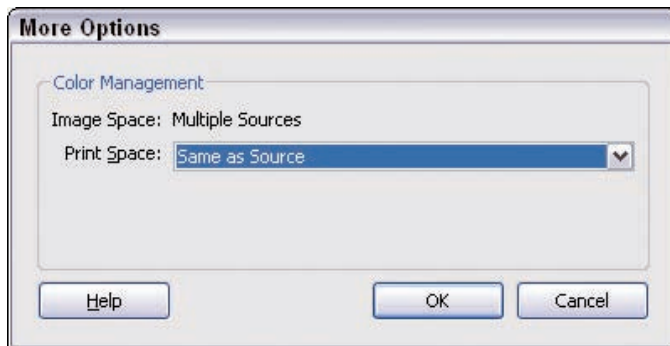 More Options
Color Management
Image Space: Multiple Sources
Print Space: Same as Source
Help OK Cancel